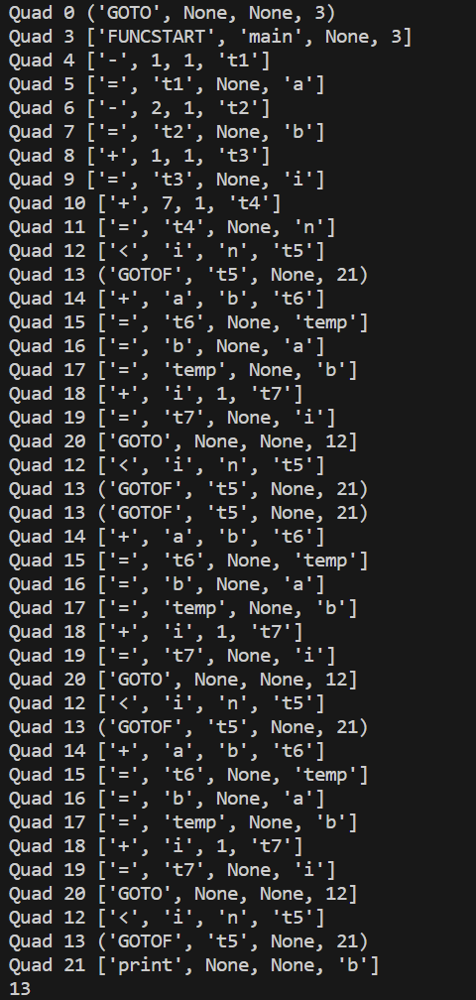 Quad 0 ('GOTO', None, None, 3)
Quad 3 ['FUNCSTART', 'main', None, 3]
Quad 4 ['-', 1, 1, 't1']
Quad 5 ['=', 't1', None, 'a']
Quad 6 ['-', 2, 1, 't2']
Quad 7 ['=', 't2', None, 'b']
Quad 8 ['+', 1, 1, 't3']
Quad 9 ['=', 't3', None, 'i']
Quad 10 ['+', 7, 1, 't4']
Quad 11 ['=', 't4', None, 'n']
Quad 12 ['<', 'i', 'n', 't5']
Quad 13 ('GOTOF', 't5', None, 21)
Quad 14 ['+', 'a', 'b', 't6']
Quad 15 ['=', 't6', None, 'temp']
Quad 16 ['=', 'b', None, 'a']
Quad 17 ['=', 'temp', None, 'b']
Quad 18 ['+', 'i', 1, 't7']
Quad 19 ['=', 't7', None, 'i']
Quad 20 ['GOTO', None, None, 12]
Quad 12 ['<', 'i', 'n', 't5']
Quad 13 ('GOTOF', 't5', None, 21)
Quad 13 ('GOTOF', 't5', None, 21)
Quad 14 ['+', 'a', 'b', 't6']
Quad 15 ['=', 't6', None, 'temp']
Quad 16 ['=', 'b', None, 'a']
Quad 17 ['=', 'temp', None, 'b']
Quad 18 ['+', 'i', 1, 't7']
Quad 19 ['=', 't7', None, 'i']
Quad 20 ['GOTO', None, None, 12]
Quad 12 ['<', 'i', 'n', 't5']
Quad 13 ('GOTOF', 't5', None, 21)
Quad 14 ['+', 'a', 'b', 't6']
Quad 15 ['=', 't6', None, 'temp']
Quad 16 ['=', 'b', None, 'a']
Quad 17 ['=', 'temp', None, 'b']
Quad 18 ['+', 'i', 1, 't7']
Quad 19 ['=', 't7', None, 'i']
Quad 20 ['GOTO', None, None, 12]
Quad 12 ['<', 'i', 'n', 't5']
Quad 13 ('GOTOF', 't5', None, 21)
Quad 21 ['print', None, None, 'b']
13